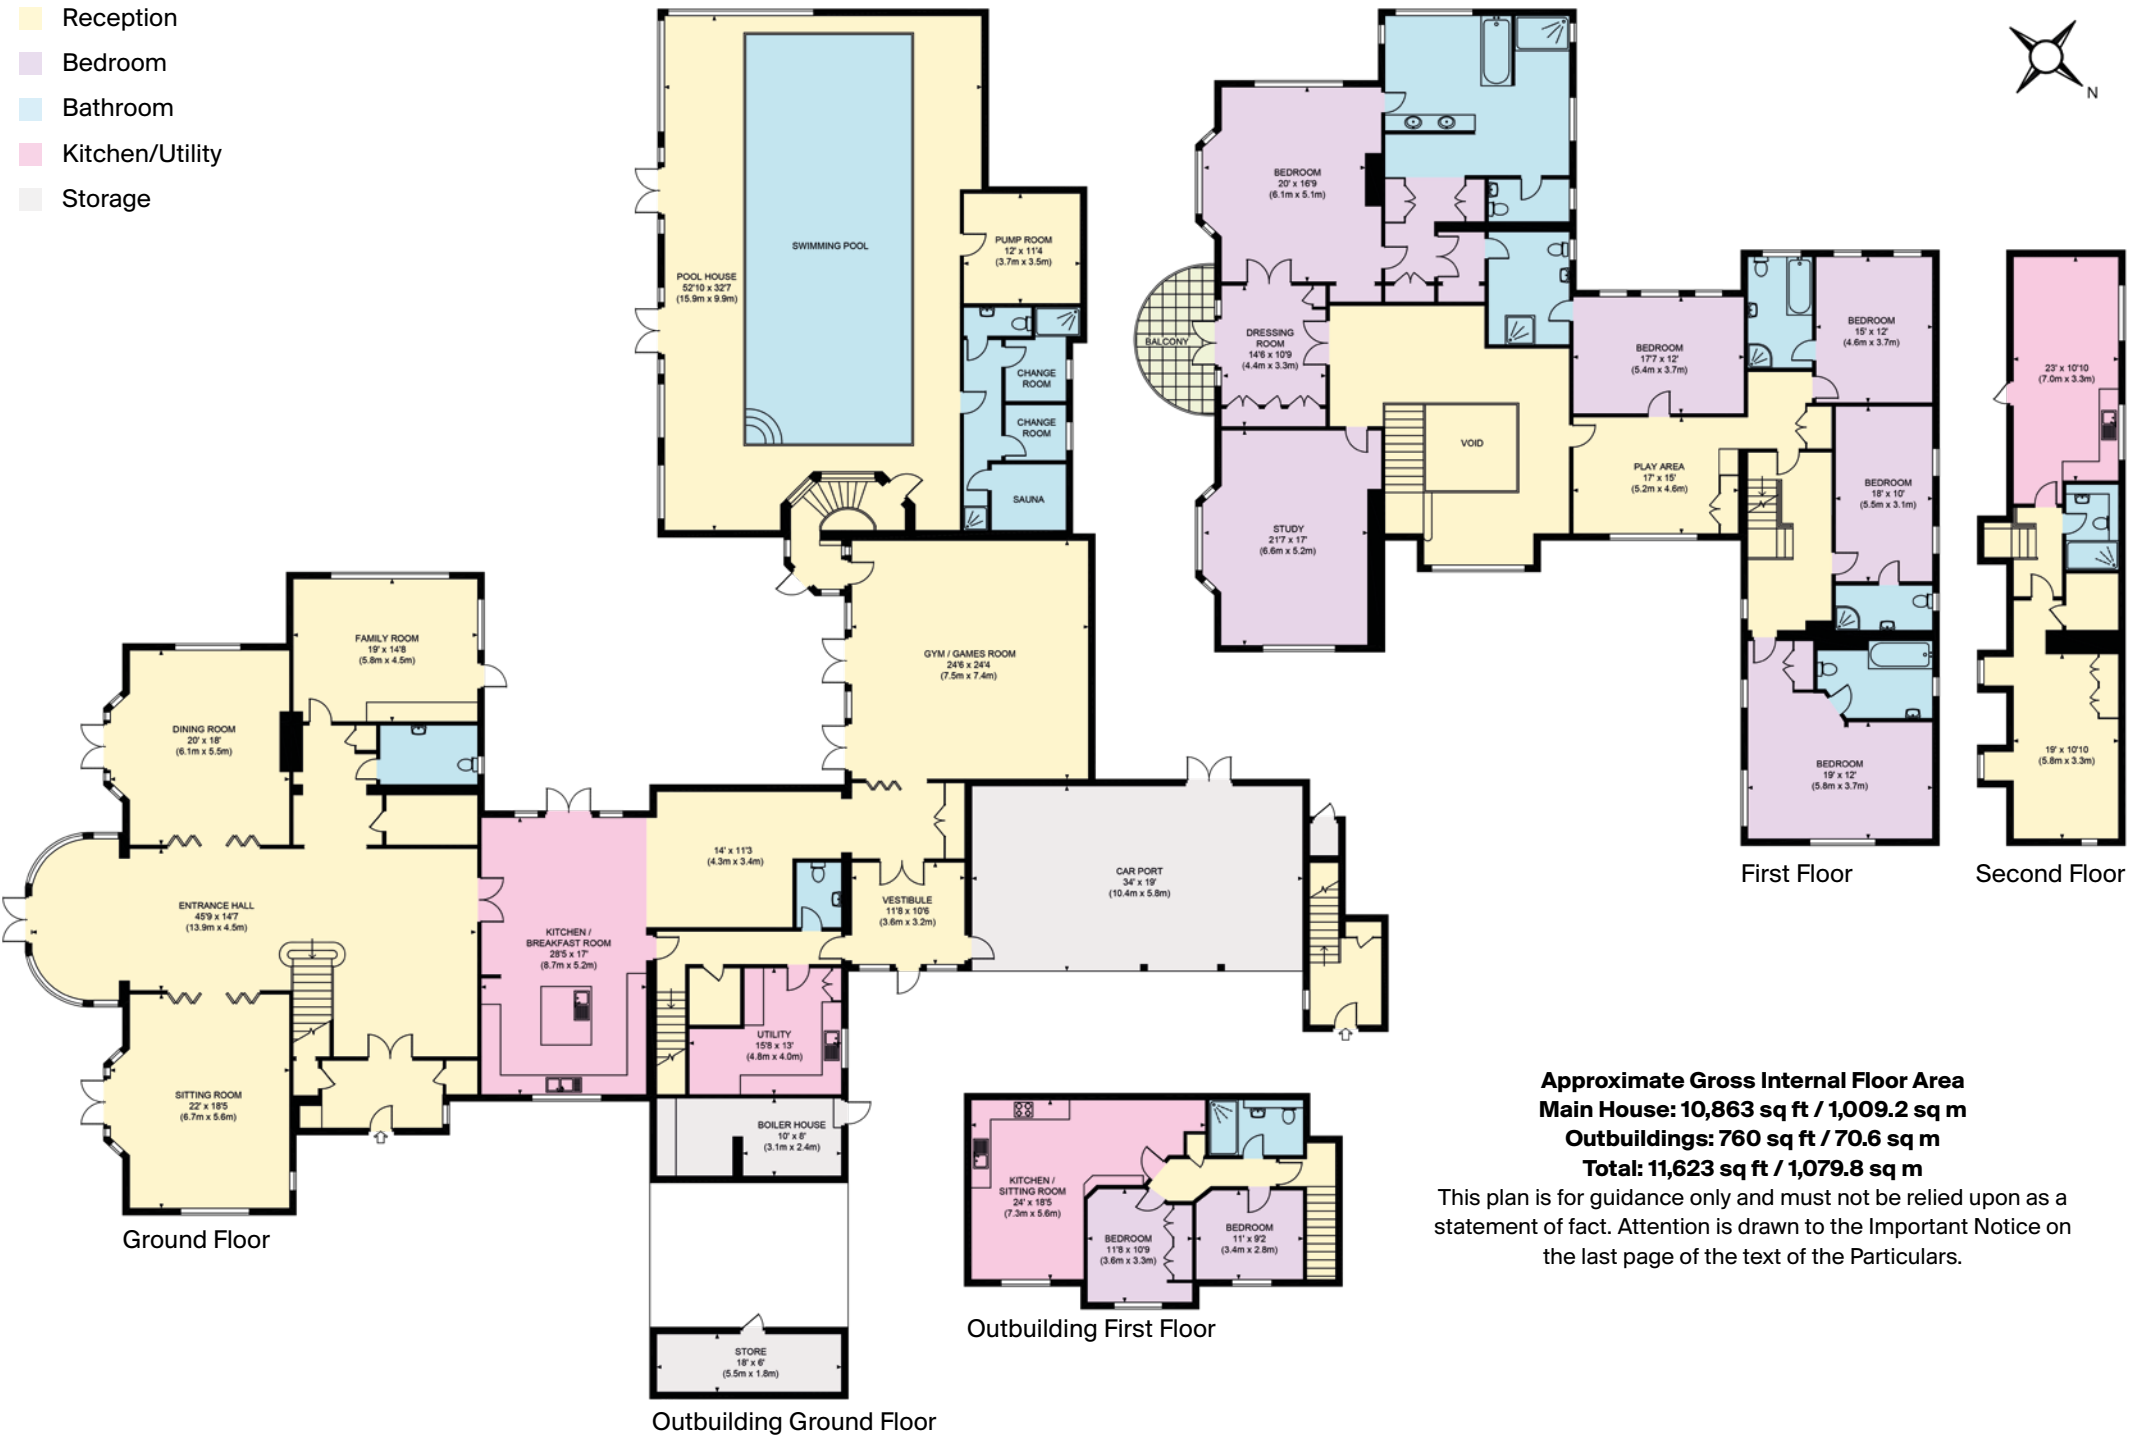 Reception
Bedroom
Bathroom
Kitchen/Utility
Storage
N
SWIMMING POOL
POOL HOUSE
52'10 x 32'7
(15.9m x 9.9m)
PUMP ROOM
12' x 11'4
(3.7m x 3.5m)
CHANGE
ROOM
CHANGE
ROOM
SAUNA
GYM / GAMES ROOM
24'6 x 24'4
(7.5m x 7.4m)
FAMILY ROOM
19' x 14'8
(5.8m x 4.5m)
DINING ROOM
20' x 18'
(6.1m x 5.5m)
ENTRANCE HALL
45'9 x 14'7
(13.9m x 4.5m)
SITTING ROOM
22' x 18'5
(6.7m x 5.6m)
KITCHEN /
BREAKFAST ROOM
28'5 x 17'
(8.7m x 5.2m)
14' x 11'3
(4.3m x 3.4m)
VESTIBULE
11'8 x 10'6
(3.6m x 3.2m)
CAR PORT
34' x 19'
(10.4m x 5.8m)
UTILITY
15'8 x 13'
(4.8m x 4.0m)
BOILER HOUSE
10' x 8'
(3.1m x 2.4m)
Ground Floor
STORE
18' x 6'
(5.5m x 1.8m)
Outbuilding Ground Floor
KITCHEN /
SITTING ROOM
24' x 18'5
(7.3m x 5.6m)
BEDROOM
11'8 x 10'9
(3.6m x 3.3m)
BEDROOM
11' x 9'2
(3.4m x 2.8m)
Outbuilding First Floor
BEDROOM
20' x 16'9
(6.1m x 5.1m)
BALCONY
DRESSING
ROOM
14'6 x 10'9
(4.4m x 3.3m)
STUDY
21'7 x 17'
(6.6m x 5.2m)
VOID
BEDROOM
17'7 x 12'
(5.4m x 3.7m)
PLAY AREA
17' x 15'
(5.2m x 4.6m)
BEDROOM
15' x 12'
(4.6m x 3.7m)
BEDROOM
18' x 10'
(5.5m x 3.1m)
BEDROOM
19' x 12'
(5.8m x 3.7m)
First Floor
23' x 10'10
(7.0m x 3.3m)
19' x 10'10
(5.8m x 3.3m)
Second Floor
Approximate Gross Internal Floor Area
Main House: 10,863 sq ft / 1,009.2 sq m
Outbuildings: 760 sq ft / 70.6 sq m
Total: 11,623 sq ft / 1,079.8 sq m
This plan is for guidance only and must not be relied upon as a
statement of fact. Attention is drawn to the Important Notice on
the last page of the text of the Particulars.